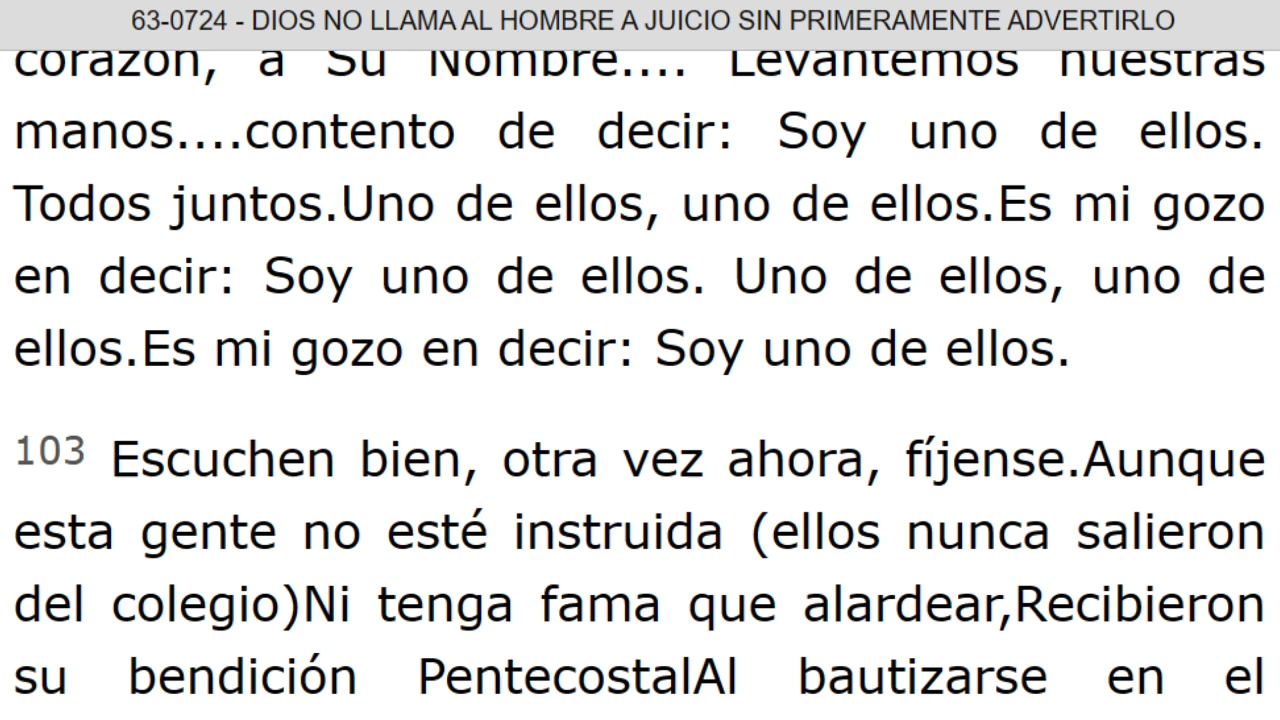 63-0724 - DIOS NO LLAMA AL HOMBRE A JUICIO SIN PRIMERAMENTE ADVERTIRLO
corazón, a Su Nombre.... Levantemos nuestras
manos....contento de decir: Soy uno de ellos.
Todos juntos.Uno de ellos, uno de ellos.Es mi gozo
en decir: Soy uno de ellos. Uno de ellos, uno de
ellos.Es mi gozo en decir: Soy uno de ellos.
103 Escuchen bien, otra vez ahora, fíjense.Aunque
esta gente no esté instruida (ellos nunca salieron
del colegio)Ni tenga fama que alardear,Recibieron
su bendición PentecostalAl bautizarse en el